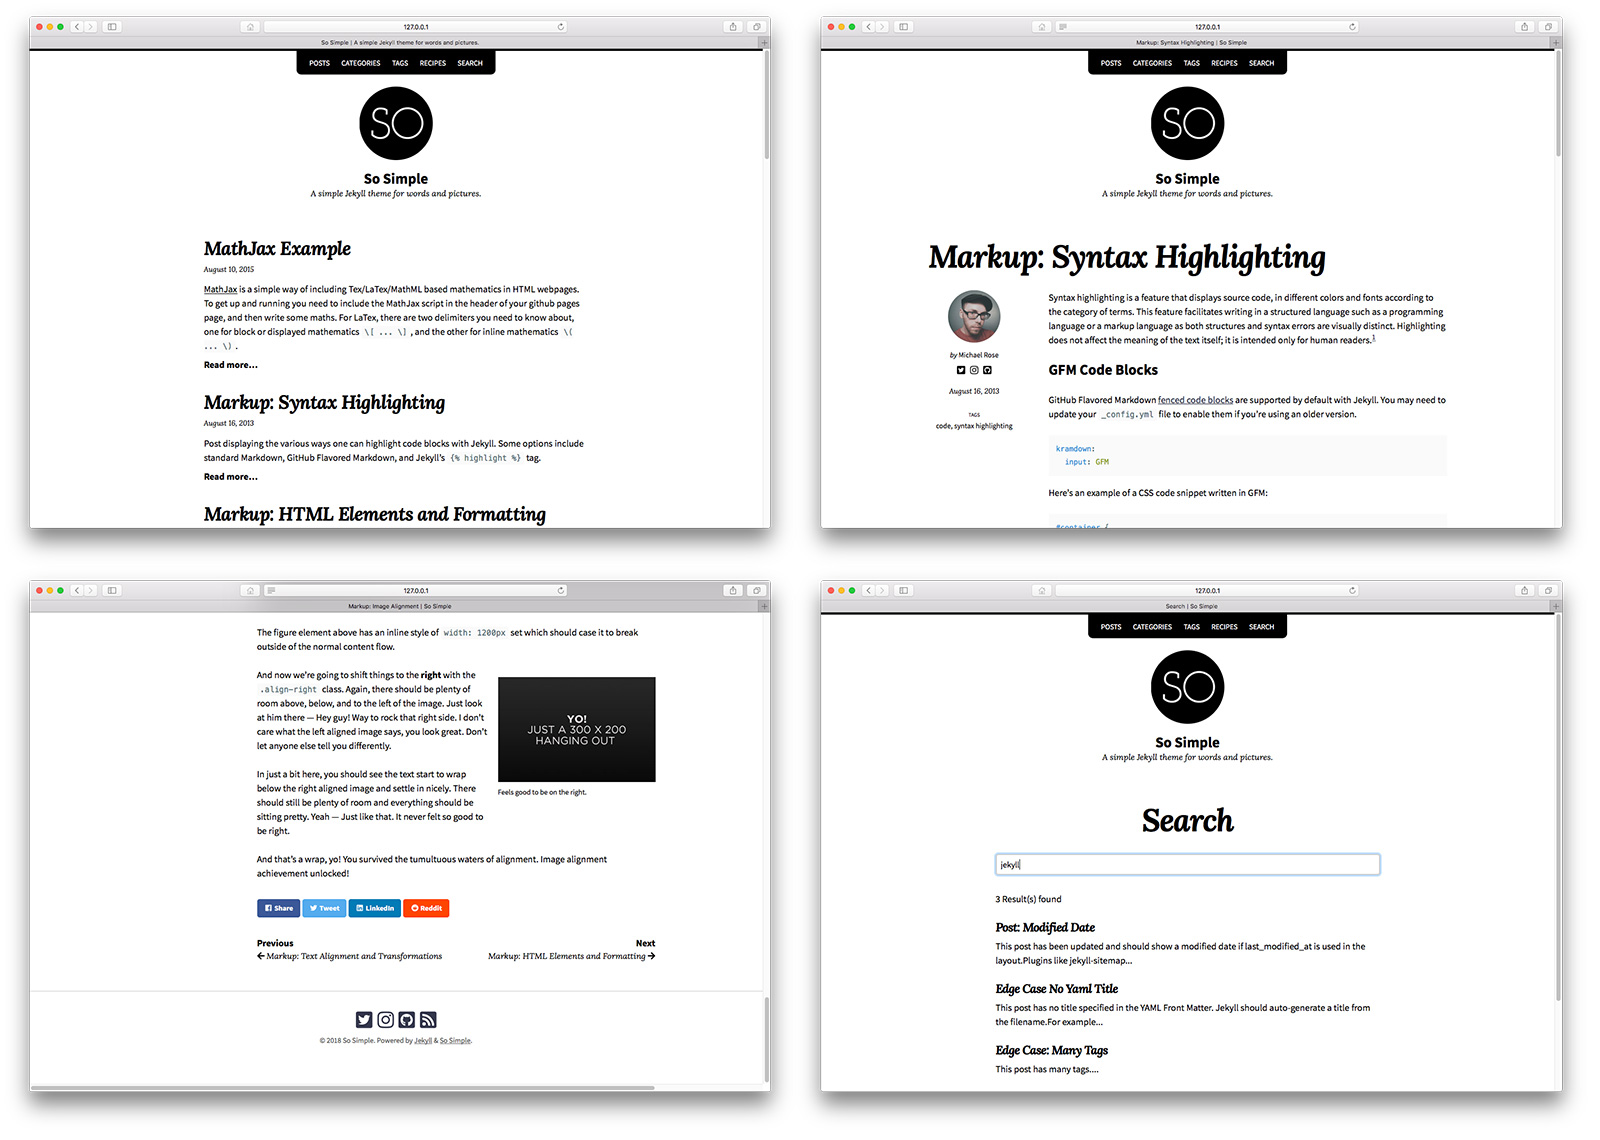 127.0.0.1
So Simple | A simple Jekyll theme for words and pictures.
POSTS CATEGORIES TAGS RECIPES SEARCH
SO
So Simple
A simple Jekyll theme for words and pictures.
MathJax Example
August 10, 2015
MathJax is a simple way of including Tex/LaTex/MathML based mathematics in HTML webpages.
To get up and running you need to include the MathJax script in the header of your github pages
page, and then write some maths. For LaTex, there are two delimiters you need to know about,
one for block or displayed mathematics \[ ... \] , and the other for inline mathematics \(
... \) .
Read more...
Markup: Syntax Highlighting
August 16, 2013
Post displaying the various ways one can highlight code blocks with Jekyll. Some options include
standard Markdown, GitHub Flavored Markdown, and Jekyll's {% highlight %} tag.
Read more...
Markup: HTML Elements and Formatting
127.0.0.1
Markup: Syntax Highlighting | So Simple
POSTS CATEGORIES TAGS RECIPES SEARCH
SO
So Simple
A simple Jekyll theme for words and pictures.
Markup: Syntax Highlighting
by Michael Rose
August 16, 2013
TAGS
code, syntax highlighting
Syntax highlighting is a feature that displays source code, in different colors and fonts according to
the category of terms. This feature facilitates writing in a structured language such as a programming
language or a markup language as both structures and syntax errors are visually distinct. Highlighting
does not affect the meaning of the text itself; it is intended only for human readers.1
GFM Code Blocks
GitHub Flavored Markdown fenced code blocks are supported by default with Jekyll. You may need to
update your _config.yml file to enable them if you're using an older version.
kramdown:
input: GFM
Here's an example of a CSS code snippet written in GFM:
#container {
127.0.0.1
Markup: Image Alignment | So Simple
The figure element above has an inline style of width: 1200px set which should case it to break
outside of the normal content flow.
And now we're going to shift things to the right with the
.align-right class. Again, there should be plenty of
room above, below, and to the left of the image. Just look
at him there — Hey guy! Way to rock that right side. I don't
care what the left aligned image says, you look great. Don't
let anyone else tell you differently.
YO!
JUST A 300 X 200
HANGING OUT
Feels good to be on the right.
In just a bit here, you should see the text start to wrap
below the right aligned image and settle in nicely. There
should still be plenty of room and everything should be
sitting pretty. Yeah — Just like that. It never felt so good to
be right.
And that's a wrap, yo! You survived the tumultuous waters of alignment. Image alignment
achievement unlocked!
Share Tweet LinkedIn Reddit
Previous
← Markup: Text Alignment and Transformations
Next
Markup: HTML Elements and Formatting →
© 2018 So Simple. Powered by Jekyll & So Simple.
127.0.0.1
Search | So Simple
POSTS CATEGORIES TAGS RECIPES SEARCH
SO
So Simple
A simple Jekyll theme for words and pictures.
Search
jekyll
3 Result(s) found
Post: Modified Date
This post has been updated and should show a modified date if last_modified_at is used in the
layout.Plugins like jekyll-sitemap...
Edge Case No Yaml Title
This post has no title specified in the YAML Front Matter. Jekyll should auto-generate a title from
the filename.For example...
Edge Case: Many Tags
This post has many tags....